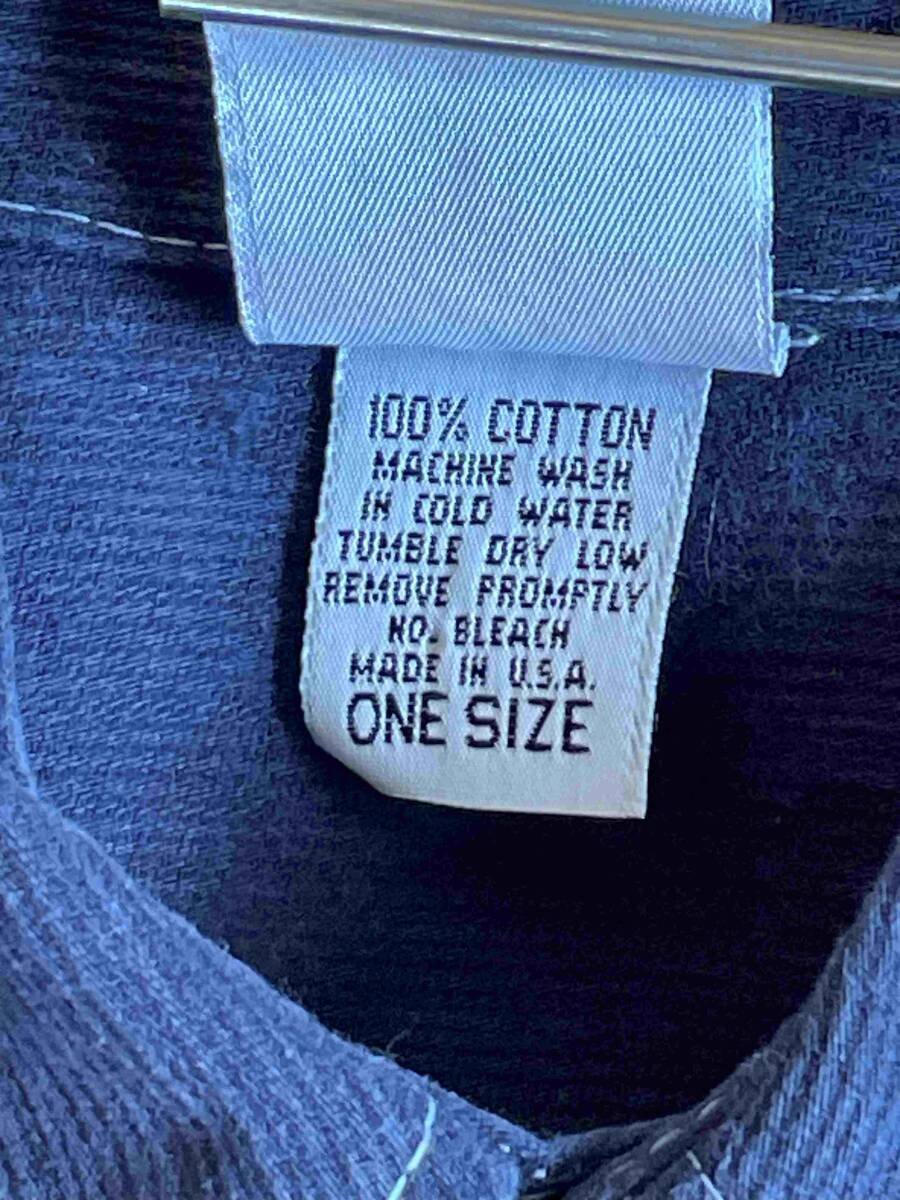 100% COTTON
MACHINE WASH
IN COLD WATER
TUMBLE DRY LOW
REMOVE PROMPTLY
NO. BLEACH
MADE IN U.S.A.
ONE SIZE